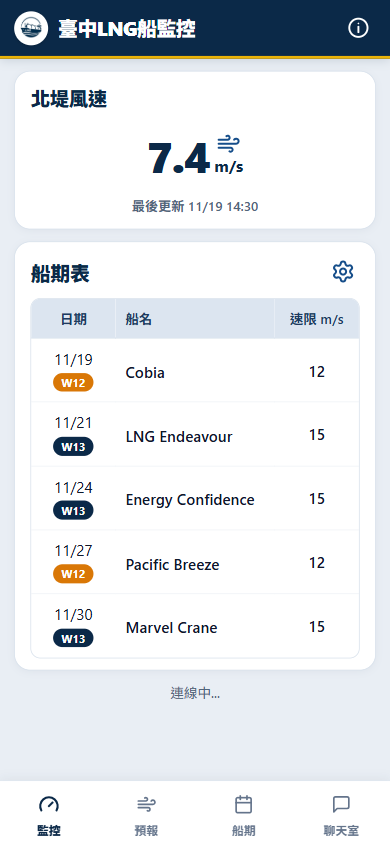 臺中LNG船監控
北堤風速
7.4 m/s
最後更新 11/19 14:30
船期表
日期 船名 速限 m/s
11/19
W12 Cobia 12
11/21
W13 LNG Endeavour 15
11/24
W13 Energy Confidence 15
11/27
W12 Pacific Breeze 12
11/30
W13 Marvel Crane 15
連線中...
監控 預報 船期 聊天室